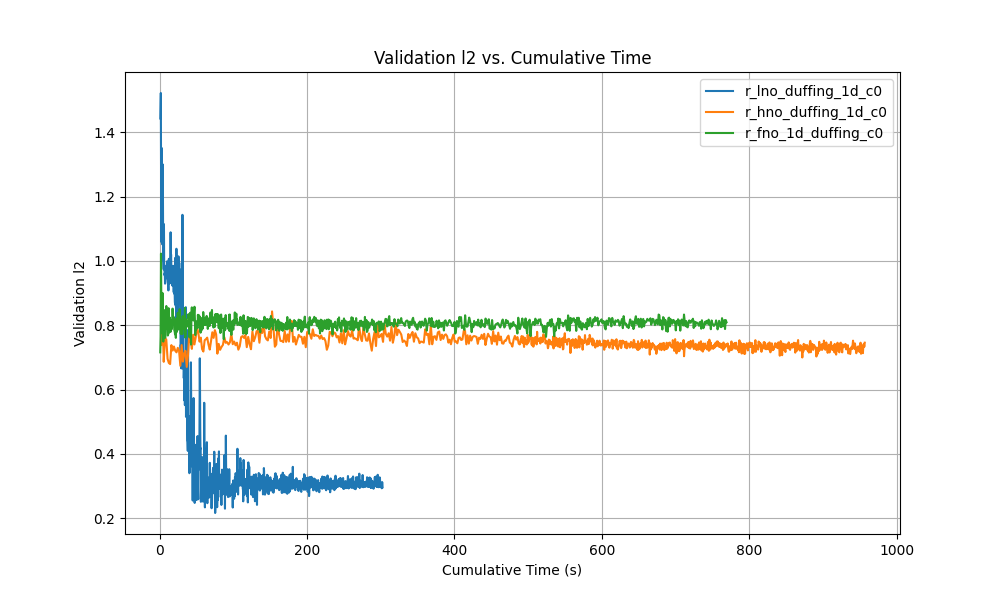 Validation l2 vs. Cumulative Time
r_lno_duffing_1d_c0
r_hno_duffing_1d_c0
r_fno_1d_duffing_c0
Validation l2
1.4
1.2
1.0
0.8
0.6
0.4
0.2
0 200 400 600 800 1000
Cumulative Time (s)